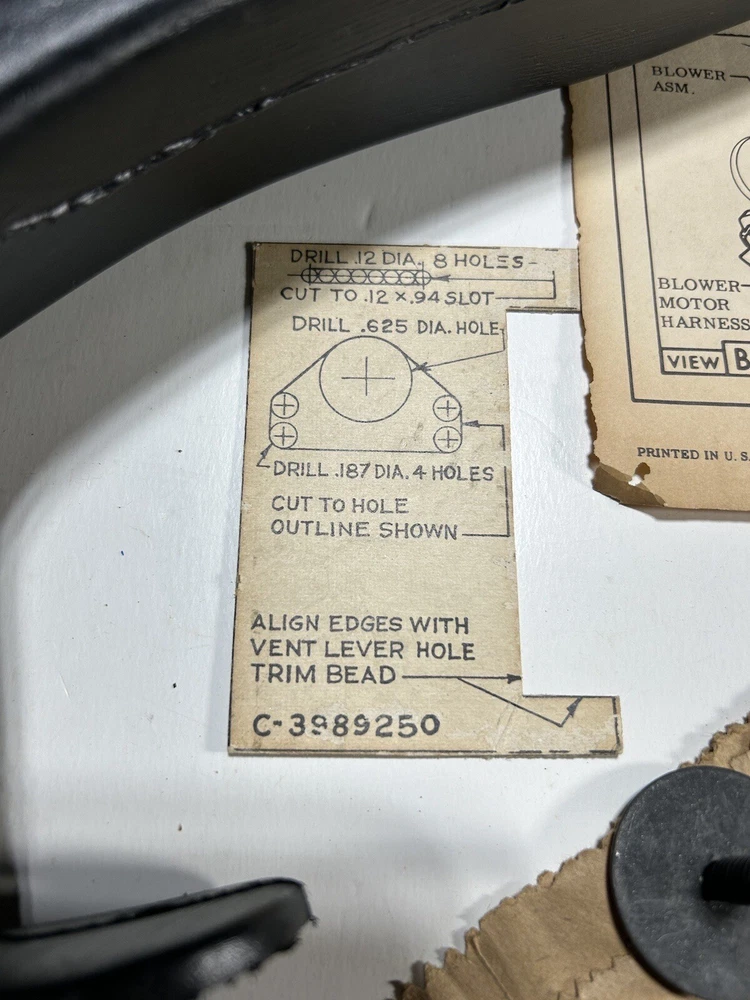 DRILL .12 DIA. 8 HOLES
CUT TO .12 X .94 SLOT
DRILL .625 DIA. HOLE
DRILL .187 DIA. 4 HOLES
CUT TO HOLE
OUTLINE SHOWN
ALIGN EDGES WITH
VENT LEVER HOLE
TRIM BEAD
C-3989250
BLOWER
ASM.
BLOWER
MOTOR
HARNESS
VIEW B
PRINTED IN U. S.